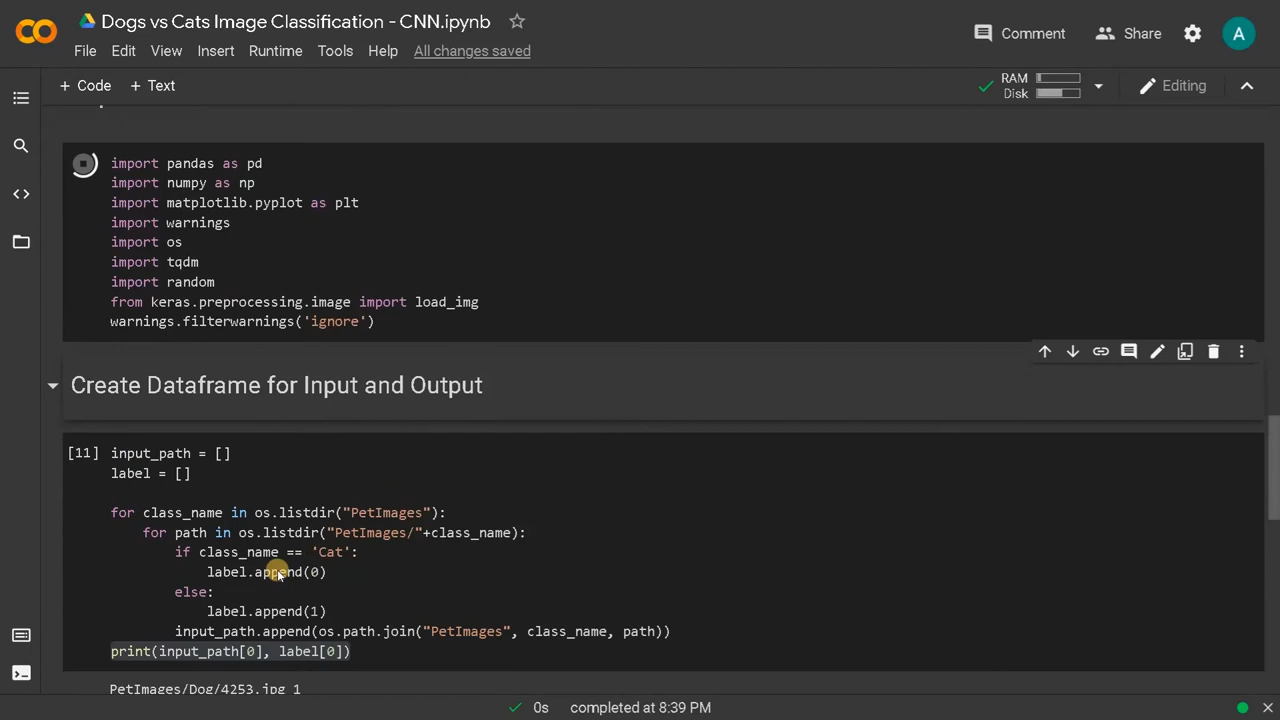 Dogs vs Cats Image Classification - CNN.ipynb
File Edit View Insert Runtime Tools Help All changes saved
Comment Share A
+ Code + Text
RAM
Disk
Editing
import pandas as pd
import numpy as np
import matplotlib.pyplot as plt
import warnings
import os
import tqdm
import random
from keras.preprocessing.image import load_img
warnings.filterwarnings('ignore')
Create Dataframe for Input and Output
[11] input_path = []
label = []
for class_name in os.listdir("PetImages"):
for path in os.listdir("PetImages/"+class_name):
if class_name == 'Cat':
label.append(0)
else:
label.append(1)
input_path.append(os.path.join("PetImages", class_name, path))
print(input_path[0], label[0])
PetImages/Dog/4253.jpg 1
0s completed at 8:39 PM